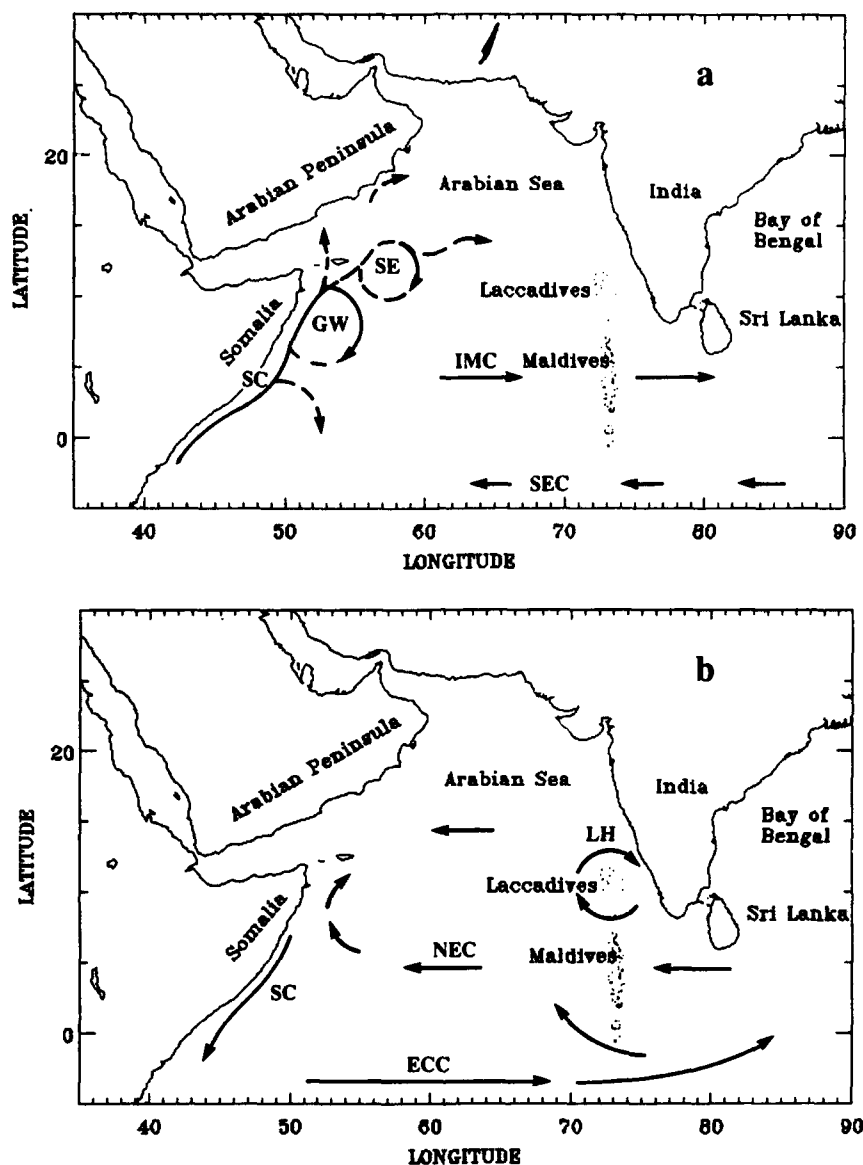 a
20
0
LATITUDE
Arabian Peninsula
Arabian Sea
India
Bay of
Bengal
SE
Laccadives
GW
Somalia
Sri Lanka
SC
IMC
Maldives
SEC
40
50
60
70
80
90
LONGITUDE
b
20
0
LATITUDE
Arabian Peninsula
Arabian Sea
India
Bay of
Bengal
LH
Laccadives
Somalia
Sri Lanka
NEC
Maldives
SC
ECC
40
50
60
70
80
90
LONGITUDE